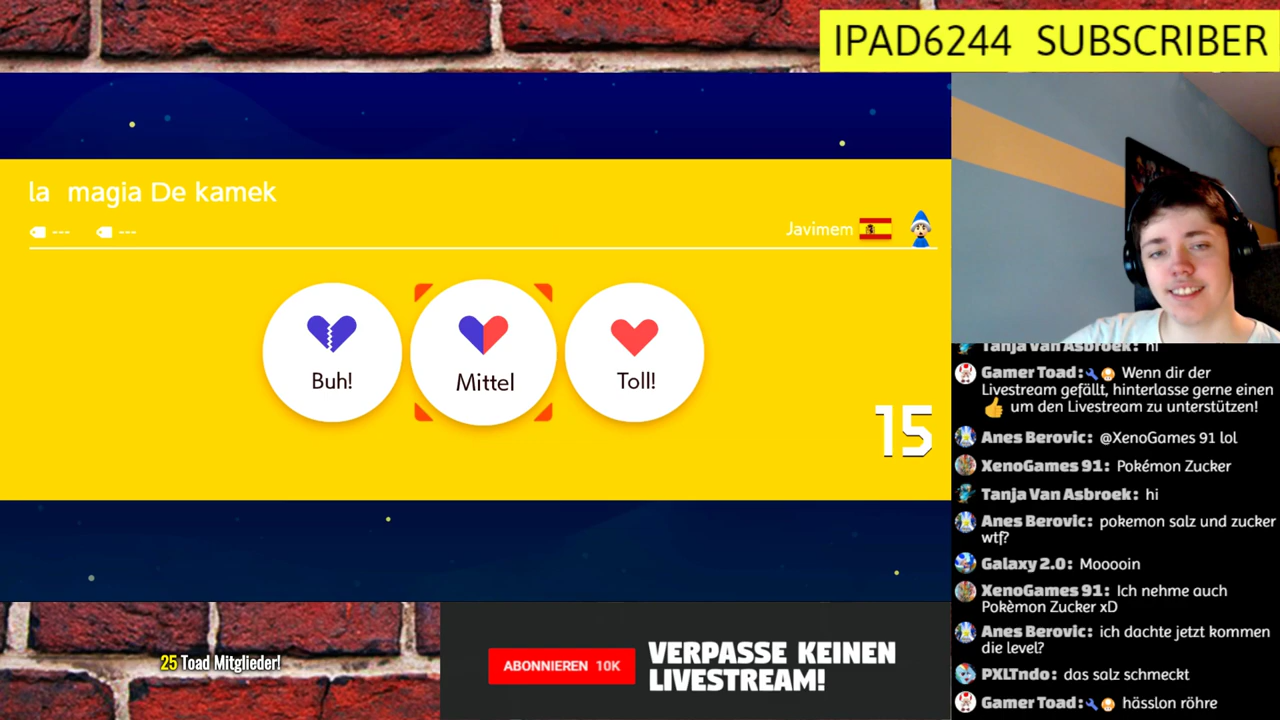 IPAD6244 SUBSCRIBER
la magia De kamek
--- ---
Javimem
Buh!
Mittel
Toll!
15
Tanja Van Asbroek: hi
Gamer Toad: Wenn dir der
Livestream gefällt, hinterlasse gerne einen
👍 um den Livestream zu unterstützen!
Anes Berovic: @XenoGames 91 lol
XenoGames 91: Pokémon Zucker
Tanja Van Asbroek: hi
Anes Berovic: pokemon salz und zucker
wtf?
Galaxy 2.0: Mooooin
XenoGames 91: Ich nehme auch
Pokèmon Zucker xD
Anes Berovic: ich dachte jetzt kommen
die level?
PXLTndo: das salz schmeckt
Gamer Toad: hässlon röhre
25 Toad Mitglieder!
ABONNIEREN 10K
VERPASSE KEINEN
LIVESTREAM!